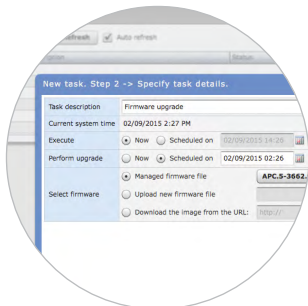 Refresh Auto refresh
Status
New task. Step 2 -> Specify task details.
Task description Firmware upgrade
Current system time 02/09/2015 2:27 PM
Execute Now Scheduled on 02/09/2015 14:26
Perform upgrade Now Scheduled on 02/09/2015 02:26
Managed firmware file APC.5-3662.
Select firmware Upload new firmware file
Download the image from the URL: http://